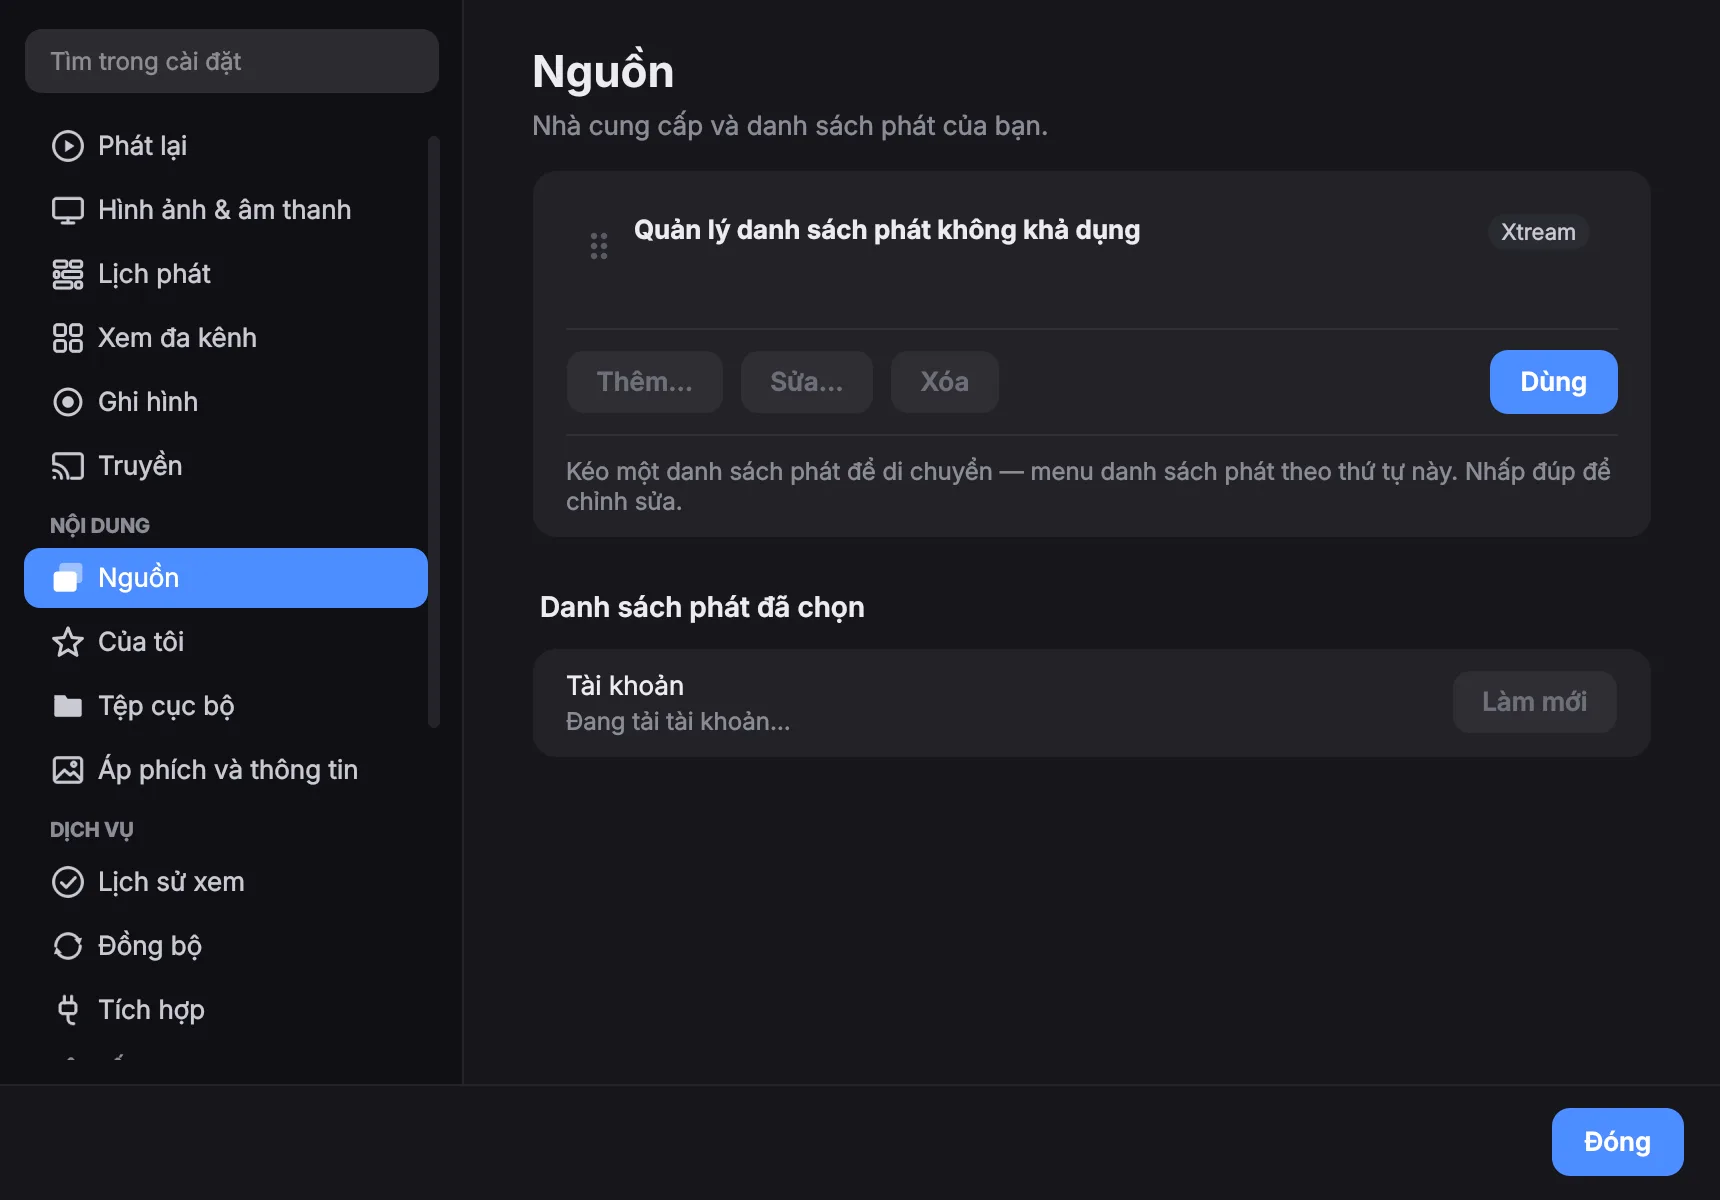 Tìm trong cài đặt
Phát lại
Hình ảnh & âm thanh
Lịch phát
Xem đa kênh
Ghi hình
Truyền
NỘI DUNG
Nguồn
Của tôi
Tệp cục bộ
Áp phích và thông tin
DỊCH VỤ
Lịch sử xem
Đồng bộ
Tích hợp
Nguồn
Nhà cung cấp và danh sách phát của bạn.
Quản lý danh sách phát không khả dụng
Xtream
Thêm...
Sửa...
Xóa
Dùng
Kéo một danh sách phát để di chuyển — menu danh sách phát theo thứ tự này. Nhấp đúp để
chỉnh sửa.
Danh sách phát đã chọn
Tài khoản
Đang tải tài khoản...
Làm mới
Đóng